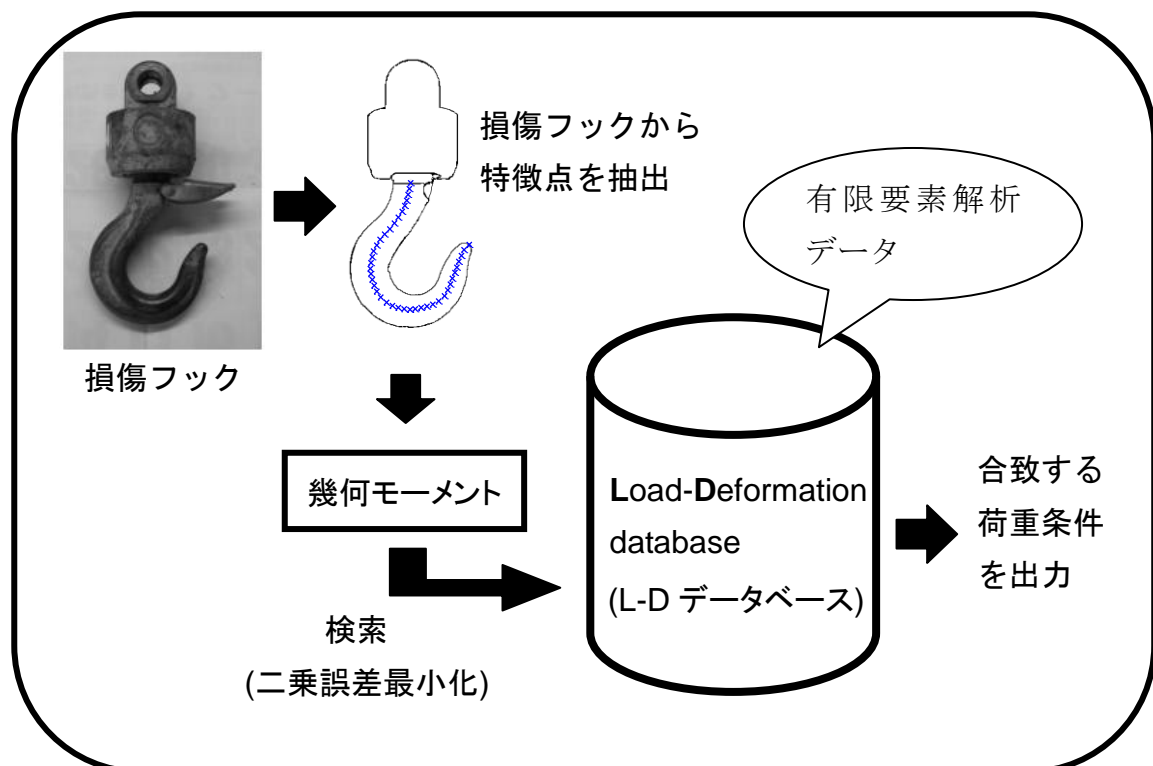 損傷フックから
特徴点を抽出
損傷フック
有限要素解析
データ
幾何モーメント
検索
(二乗誤差最小化)
Load-Deformation
database
(L-D データベース)
合致する
荷重条件
を出力